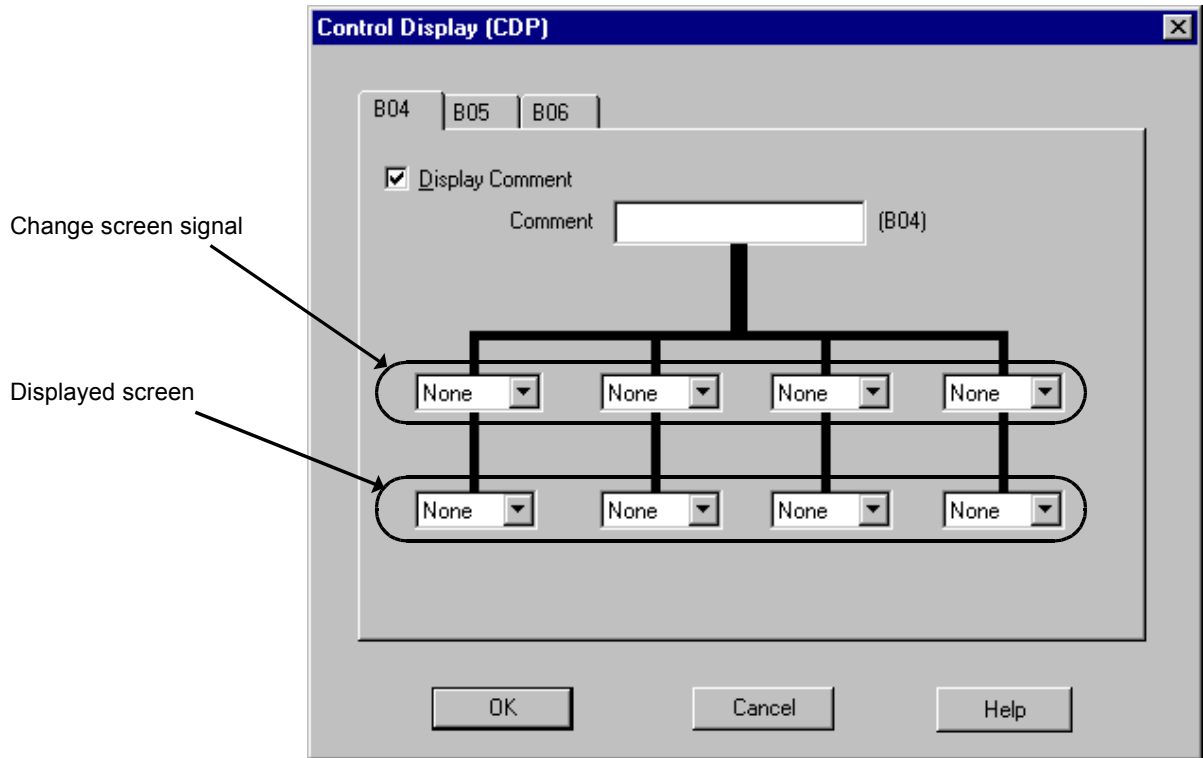 Control Display (CDP)
B04 B05 B06
Display Comment
Comment (B04)
Change screen signal
None None None None
Displayed screen
None None None None
OK Cancel Help